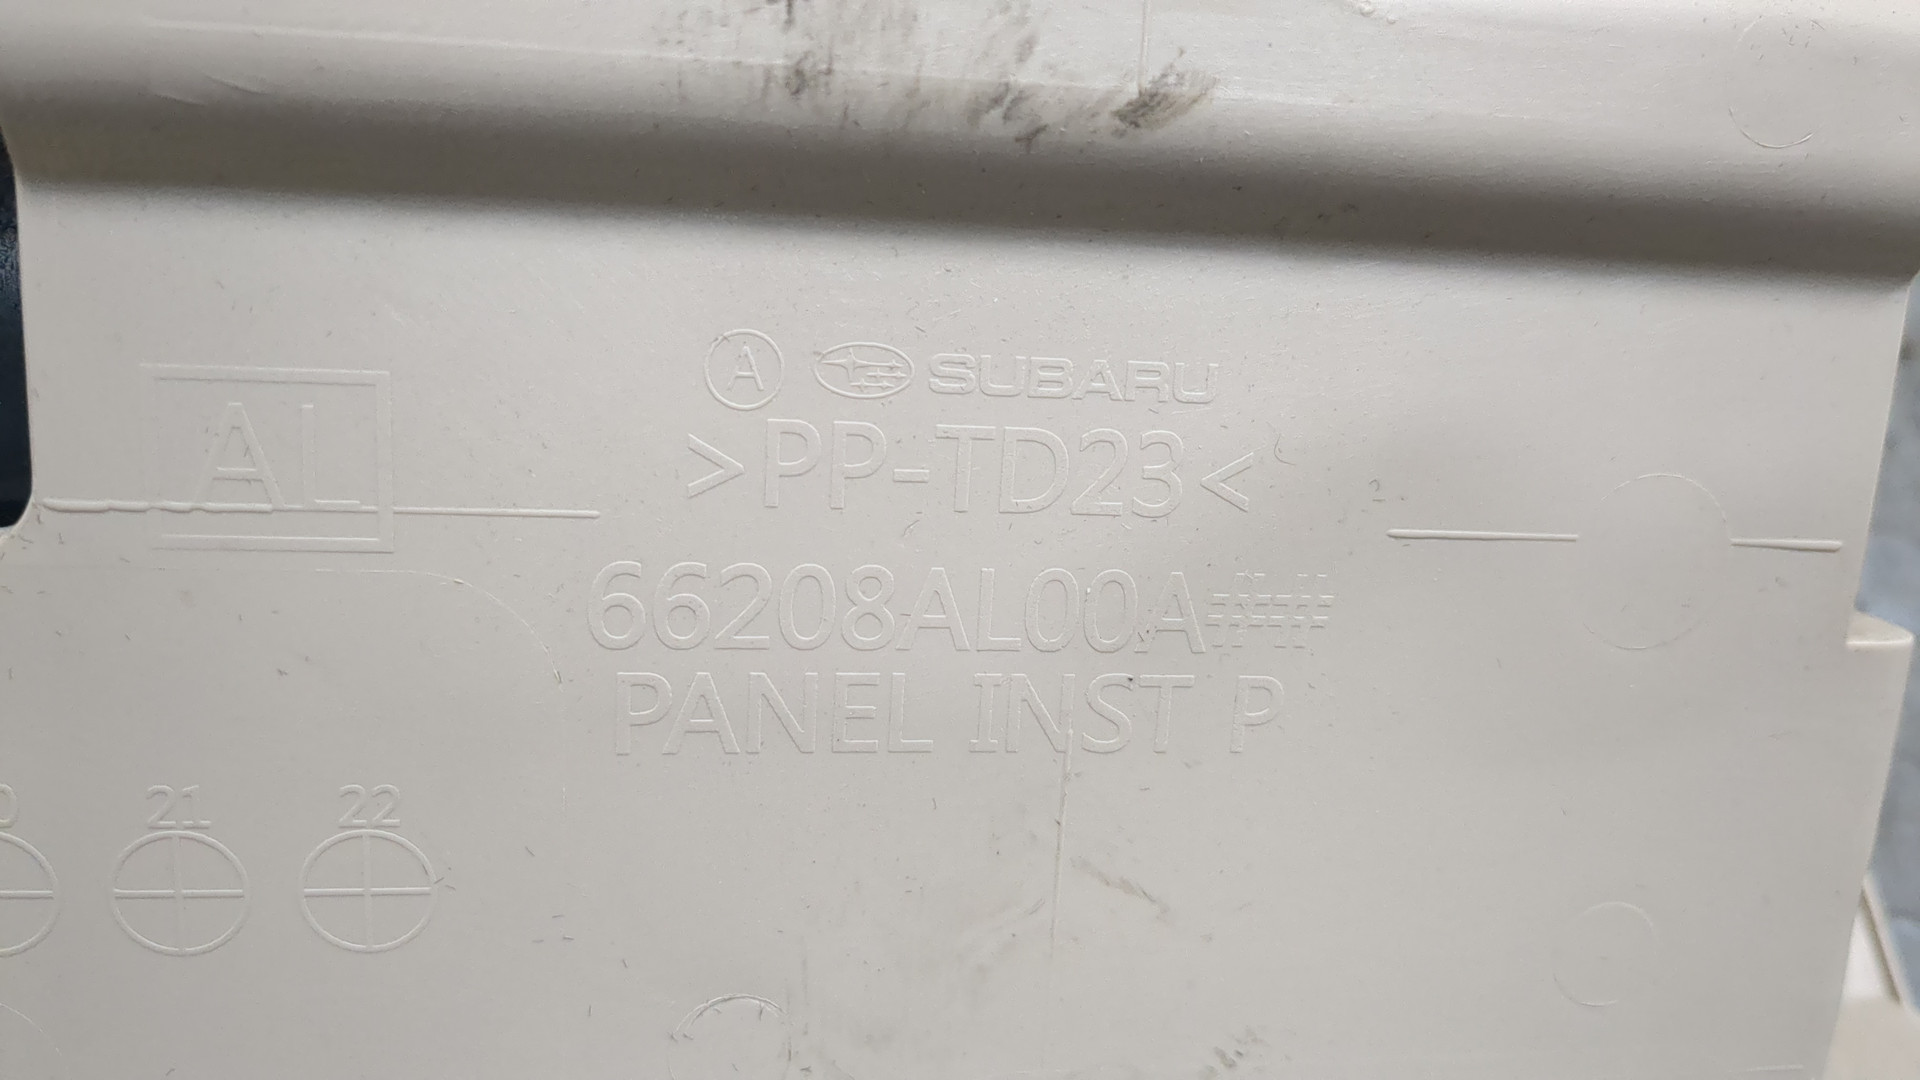 A SUBARU
AL
>PP-TD23<
66208AL00A##
PANEL INST P
21 22